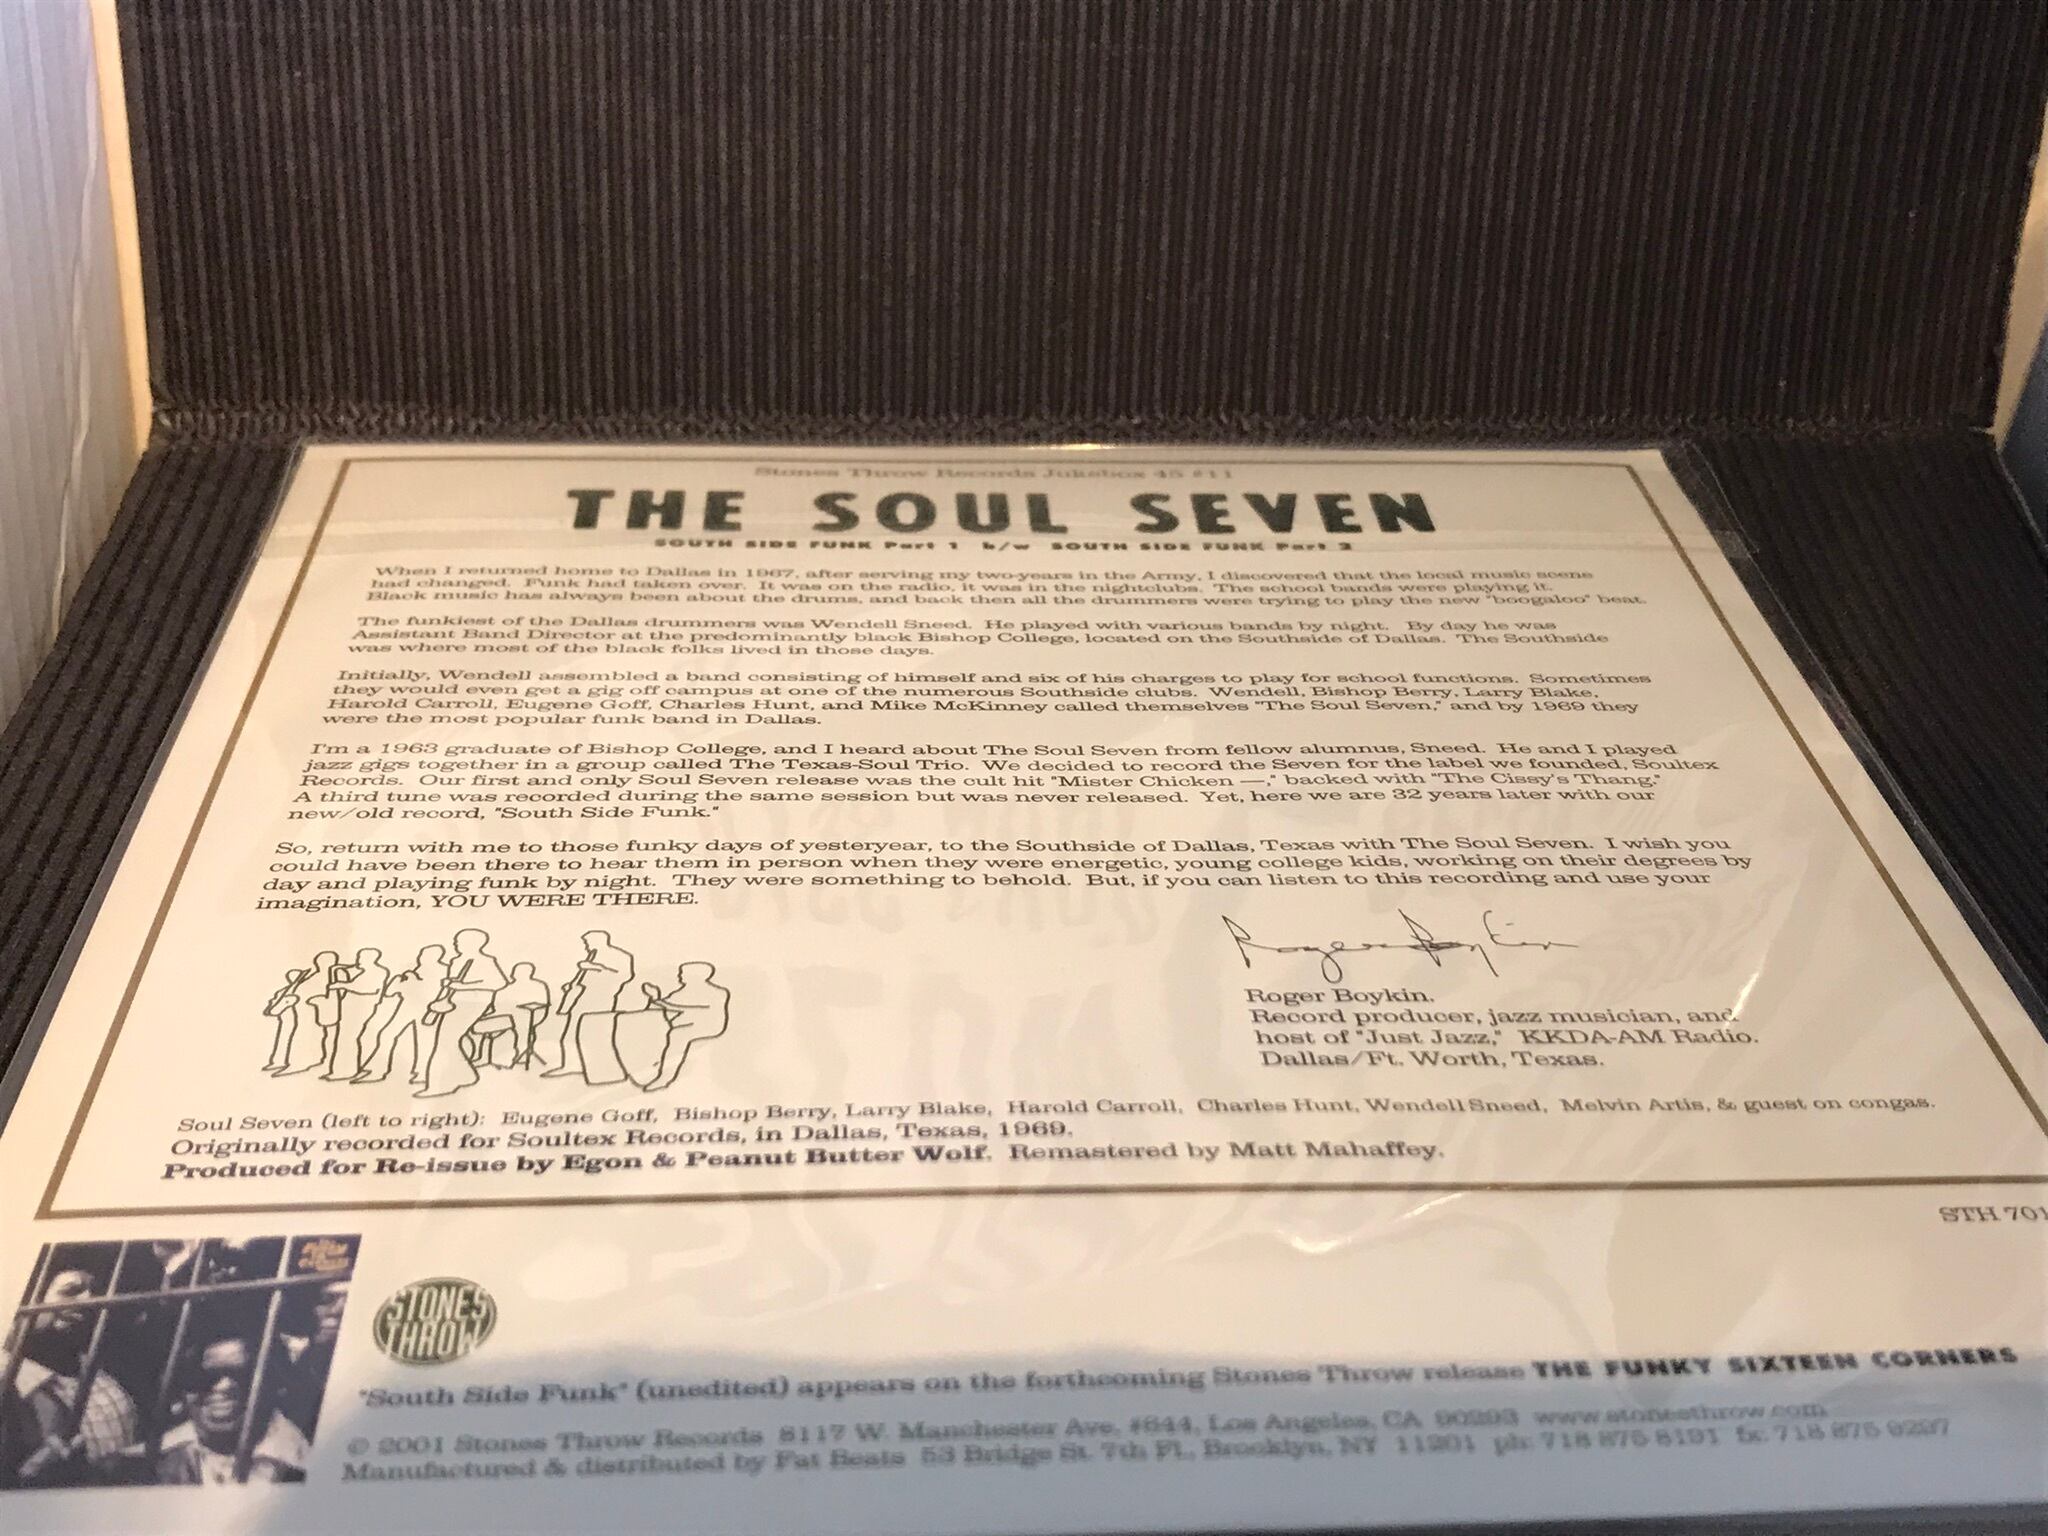 Stones Throw Records Jukebox 45 #11
THE SOUL SEVEN
SOUTH SIDE FUNK Part 1 b/w SOUTH SIDE FUNK Part 2
When I returned home to Dallas in 1967, after serving my two-years in the Army, I discovered that the local music scene
had changed. Funk had taken over. It was on the radio, it was in the nightclubs. The school bands were playing it.
Black music has always been about the drums, and back then all the drummers were trying to play the new "boogaloo" beat.
The funkiest of the Dallas drummers was Wendell Sneed. He played with various bands by night. By day he was
Assistant Band Director at the predominantly black Bishop College, located on the Southside of Dallas. The Southside
was where most of the black folks lived in those days.
Initially, Wendell assembled a band consisting of himself and six of his charges to play for school functions. Sometimes
they would even get a gig off campus at one of the numerous Southside clubs. Wendell, Bishop Berry, Larry Blake,
Harold Carroll, Eugene Goff, Charles Hunt, and Mike McKinney called themselves "The Soul Seven," and by 1969 they
were the most popular funk band in Dallas.
I'm a 1963 graduate of Bishop College, and I heard about The Soul Seven from fellow alumnus, Sneed. He and I played
jazz gigs together in a group called The Texas-Soul Trio. We decided to record the Seven for the label we founded, Soultex
Records. Our first and only Soul Seven release was the cult hit "Mister Chicken —," backed with "The Cissy's Thang."
A third tune was recorded during the same session but was never released. Yet, here we are 32 years later with our
new/old record, "South Side Funk."
So, return with me to those funky days of yesteryear, to the Southside of Dallas, Texas with The Soul Seven. I wish you
could have been there to hear them in person when they were energetic, young college kids, working on their degrees by
day and playing funk by night. They were something to behold. But, if you can listen to this recording and use your
imagination, YOU WERE THERE.
Roger Boykin
Roger Boykin.
Record producer, jazz musician, and
host of "Just Jazz," KKDA-AM Radio.
Dallas/Ft. Worth, Texas.
Soul Seven (left to right): Eugene Goff, Bishop Berry, Larry Blake, Harold Carroll, Charles Hunt, Wendell Sneed, Melvin Artis, & guest on congas.
Originally recorded for Soultex Records, in Dallas, Texas, 1969.
Produced for Re-issue by Egon & Peanut Butter Wolf. Remastered by Matt Mahaffey.
STH 701
STONES
THROW
"South Side Funk" (unedited) appears on the forthcoming Stones Throw release THE FUNKY SIXTEEN CORNERS
© 2001 Stones Throw Records 8117 W. Manchester Ave. #644, Los Angeles, CA 90293 www.stonesthrow.com
Manufactured & distributed by Fat Beats 53 Bridge St. 7th Fl., Brooklyn, NY 11201 ph: 718 875 8191 fx: 718 875